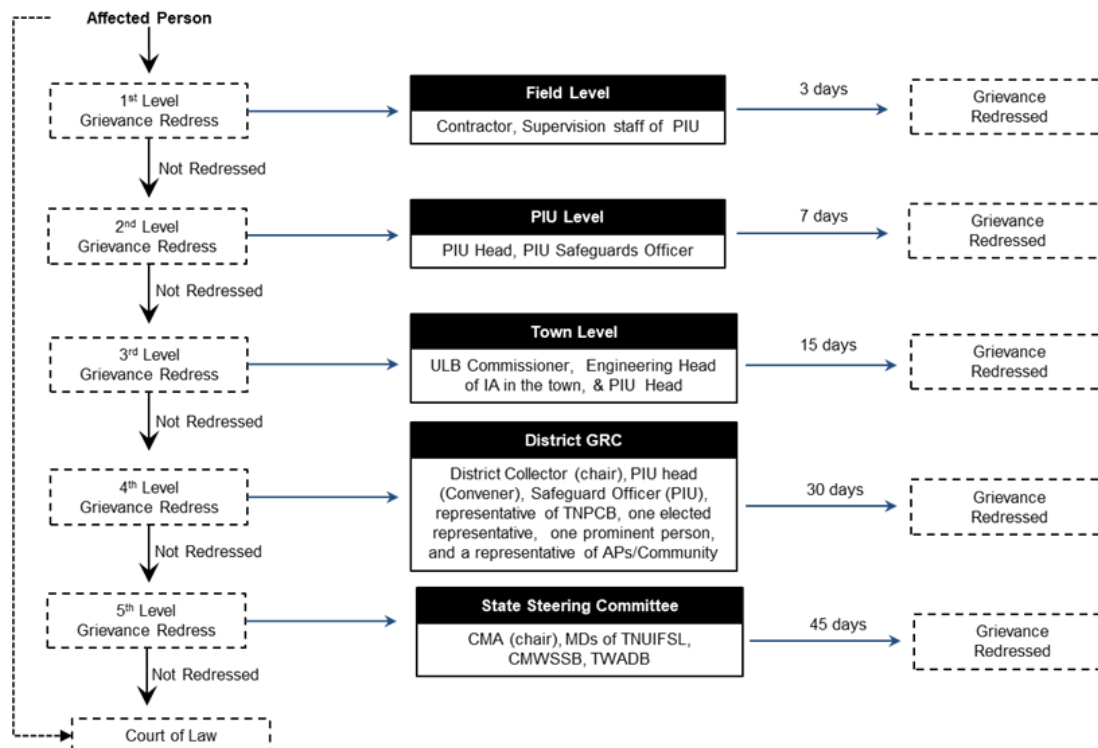 Affected Person
1st Level
Grievance Redress
Field Level
Contractor, Supervision staff of PIU
3 days
Grievance
Redressed
Not Redressed
2nd Level
Grievance Redress
PIU Level
PIU Head, PIU Safeguards Officer
7 days
Grievance
Redressed
Not Redressed
3rd Level
Grievance Redress
Town Level
ULB Commissioner, Engineering Head
of IA in the town, & PIU Head
15 days
Grievance
Redressed
Not Redressed
4th Level
Grievance Redress
District GRC
District Collector (chair), PIU head
(Convener), Safeguard Officer (PIU),
representative of TNPCB, one elected
representative, one prominent person,
and a representative of APs/Community
30 days
Grievance
Redressed
Not Redressed
5th Level
Grievance Redress
State Steering Committee
CMA (chair), MDs of TNUIFSL,
CMWSSB, TWADB
45 days
Grievance
Redressed
Not Redressed
Court of Law